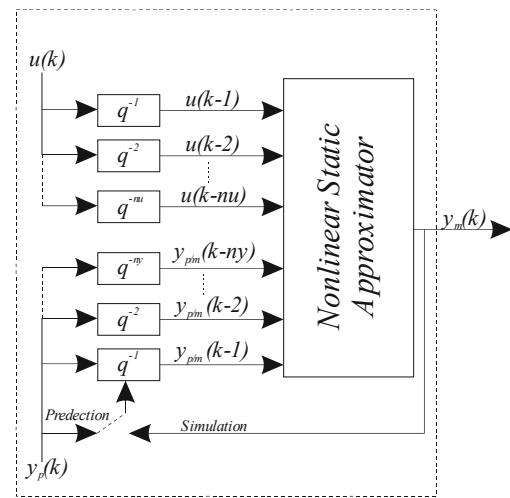 u(k)
q-1
u(k-1)
q-2
u(k-2)
q-nu
u(k-nu)
Nonlinear Static
Approximator
ym(k)
q-ny
yp/m(k-ny)
q-2
yp/m(k-2)
q-1
yp/m(k-1)
Predection
Simulation
yp(k)